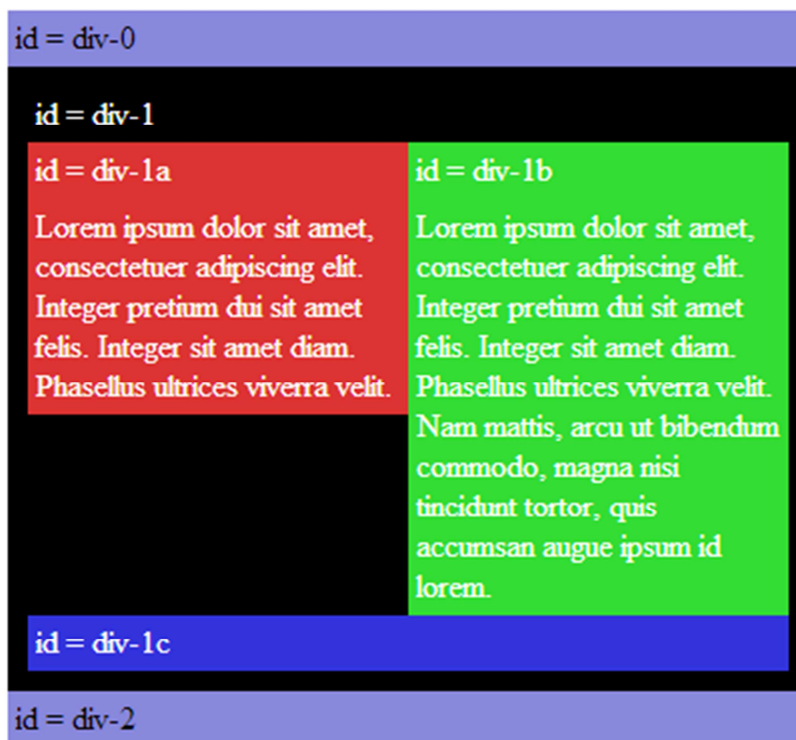 id = div-0
id = div-1
id = div-1a
Lorem ipsum dolor sit amet,
consectetuer adipiscing elit.
Integer pretium dui sit amet
felis. Integer sit amet diam.
Phasellus ultrices viverra velit.
id = div-1b
Lorem ipsum dolor sit amet,
consectetuer adipiscing elit.
Integer pretium dui sit amet
felis. Integer sit amet diam.
Phasellus ultrices viverra velit.
Nam mattis, arcu ut bibendum
commodo, magna nisi
tincidunt tortor, quis
accumsan augue ipsum id
lorem.
id = div-1c
id = div-2